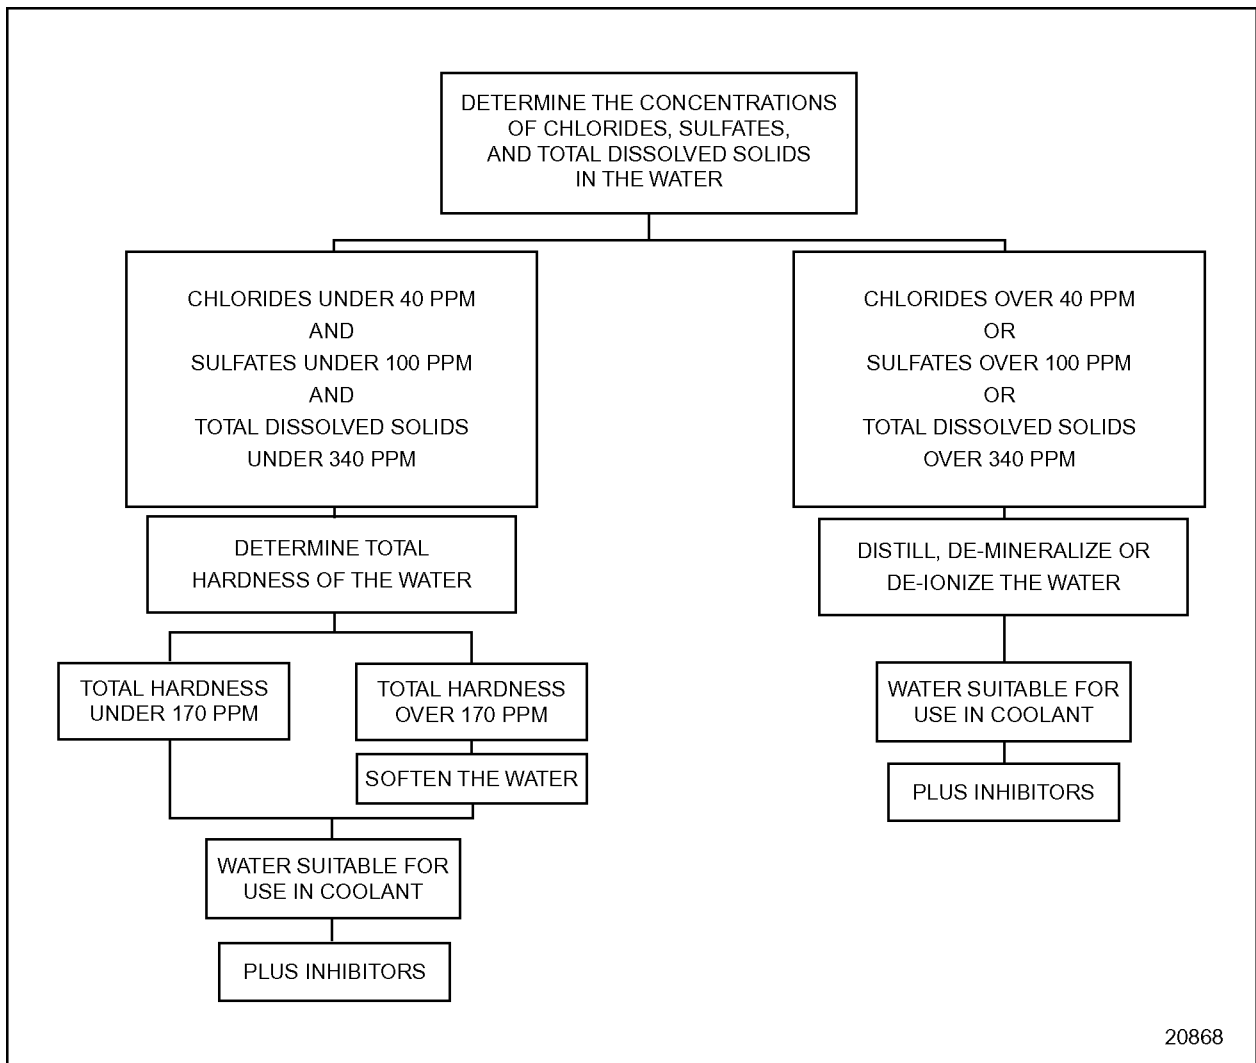 DETERMINE THE CONCENTRATIONS
OF CHLORIDES, SULFATES,
AND TOTAL DISSOLVED SOLIDS
IN THE WATER
CHLORIDES UNDER 40 PPM
AND
SULFATES UNDER 100 PPM
AND
TOTAL DISSOLVED SOLIDS
UNDER 340 PPM
CHLORIDES OVER 40 PPM
OR
SULFATES OVER 100 PPM
OR
TOTAL DISSOLVED SOLIDS
OVER 340 PPM
DETERMINE TOTAL
HARDNESS OF THE WATER
DISTILL, DE-MINERALIZE OR
DE-IONIZE THE WATER
TOTAL HARDNESS
UNDER 170 PPM
TOTAL HARDNESS
OVER 170 PPM
SOFTEN THE WATER
WATER SUITABLE FOR
USE IN COOLANT
PLUS INHIBITORS
WATER SUITABLE FOR
USE IN COOLANT
PLUS INHIBITORS
20868